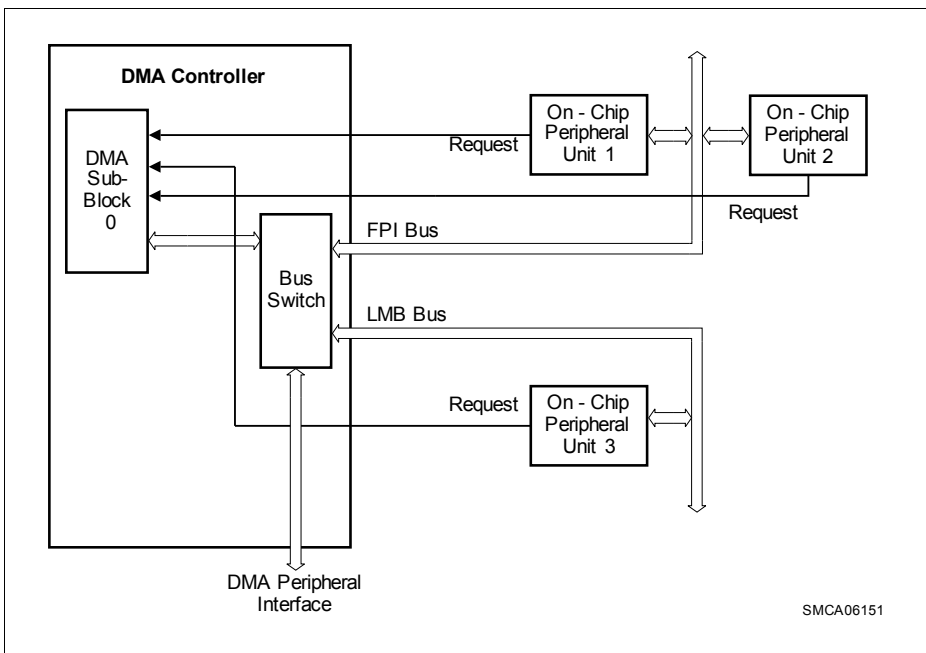 DMA Controller
DMA
Sub-
Block
0
Bus
Switch
Request
On - Chip
Peripheral
Unit 1
On - Chip
Peripheral
Unit 2
Request
FPI Bus
LMB Bus
Request
On - Chip
Peripheral
Unit 3
DMA Peripheral
Interface
SMCA06151